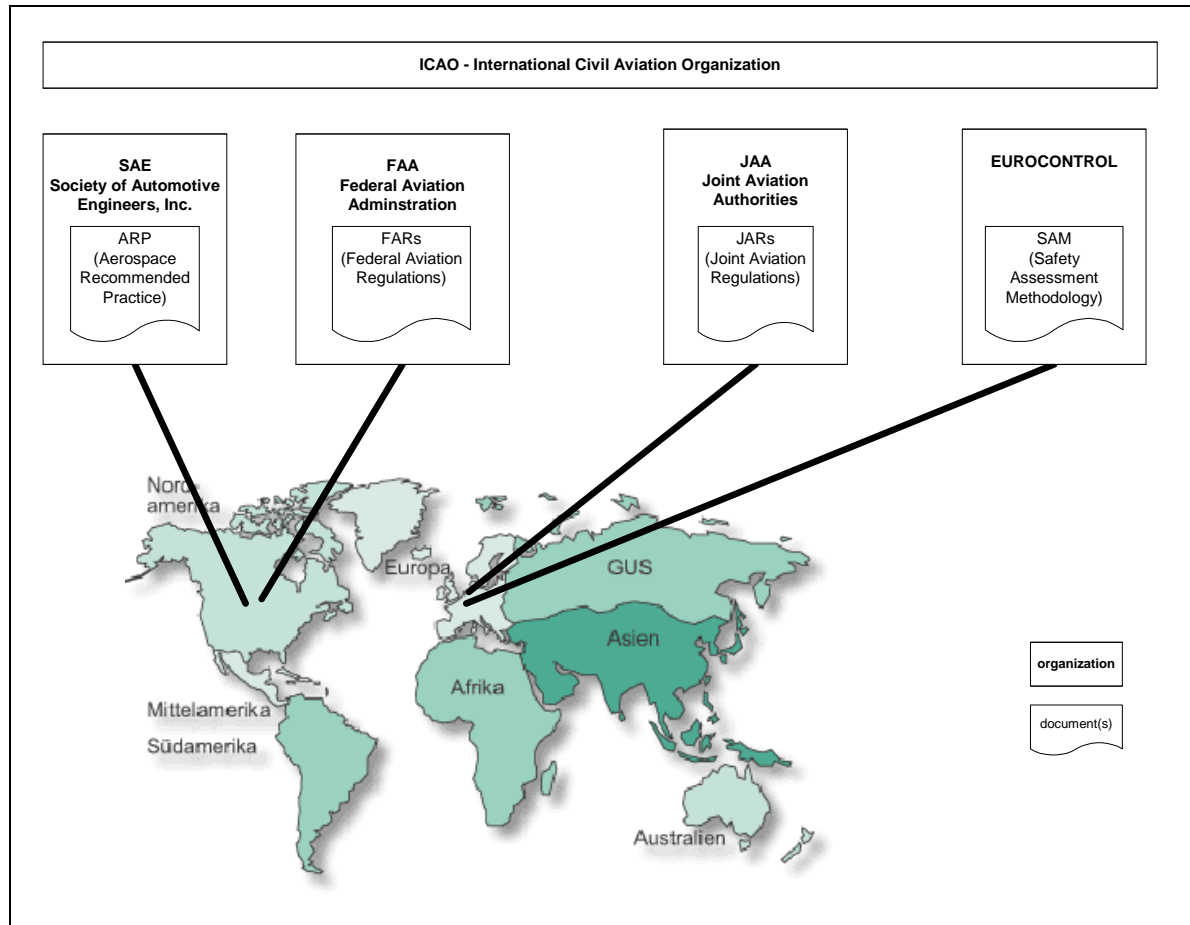 ICAO - International Civil Aviation Organization
SAE
Society of Automotive
Engineers, Inc.
ARP
(Aerospace
Recommended
Practice)
FAA
Federal Aviation
Adminstration
FARs
(Federal Aviation
Regulations)
JAA
Joint Aviation
Authorities
JARs
(Joint Aviation
Regulations)
EUROCONTROL
SAM
(Safety
Assessment
Methodology)
Nord-
amerika
Europa
GUS
Asien
Afrika
Mittelamerika
Südamerika
Australien
organization
document(s)